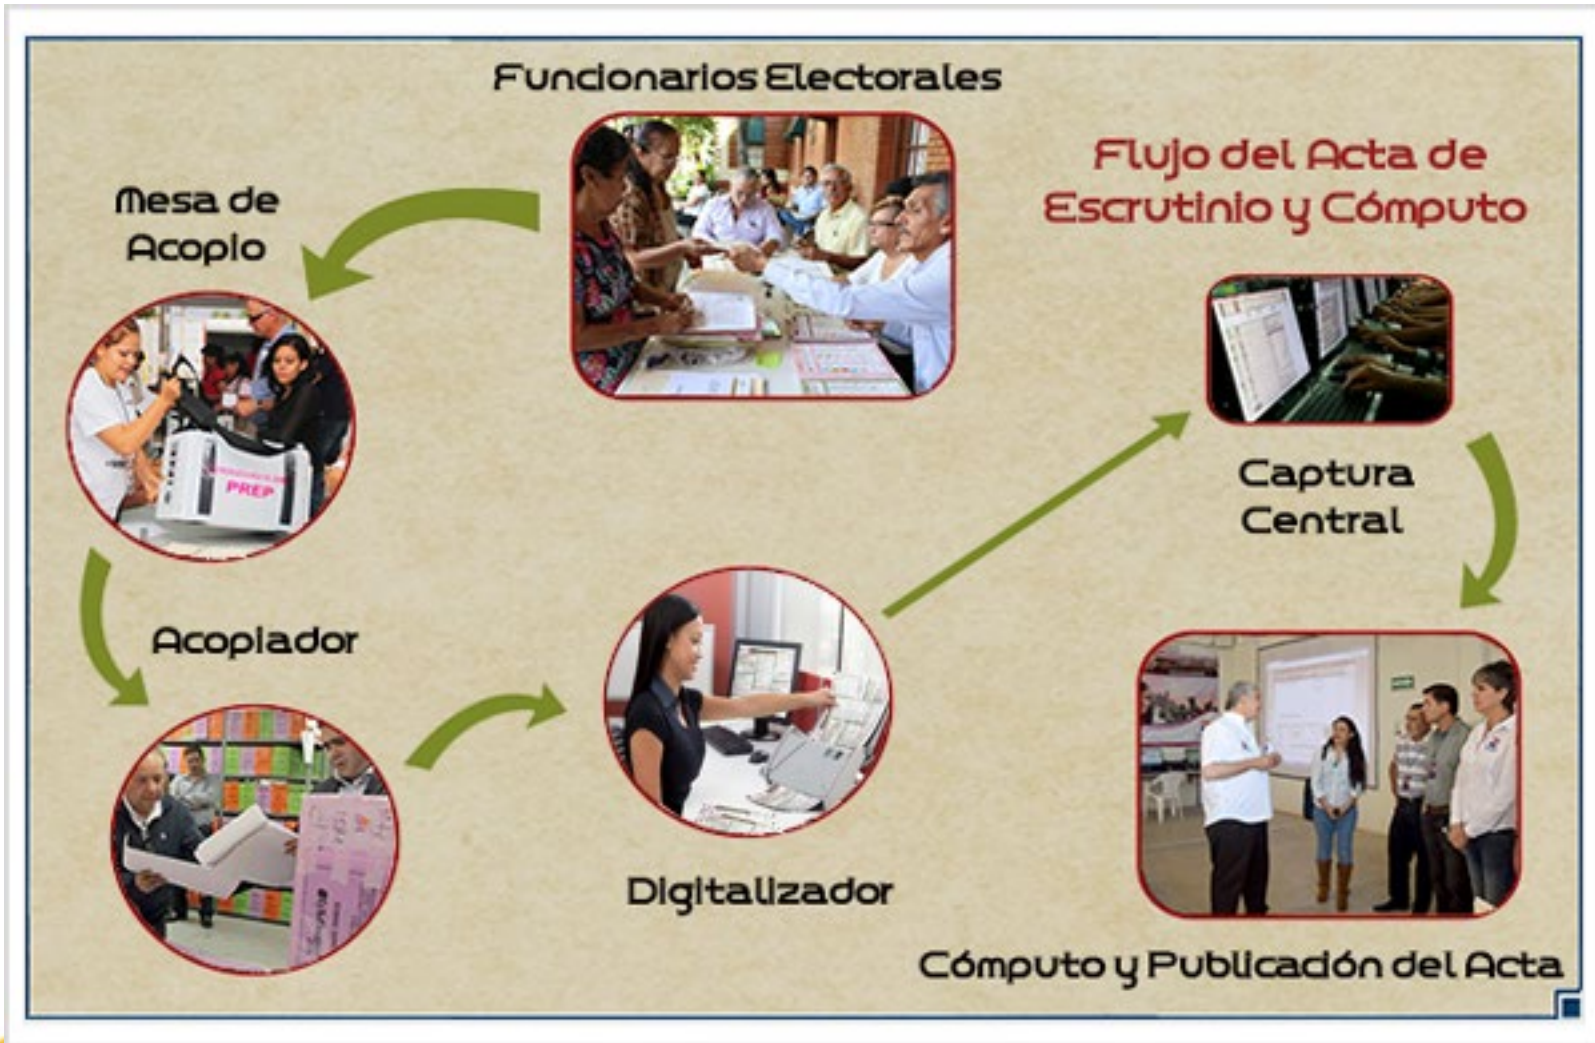 Funcionarios Electorales
Flujo del Acta de
Escrutinio y Cómputo
Mesa de
Acopio
PREP
Captura
Central
Acopiador
Digitalizador
Cómputo y Publicación del Acta